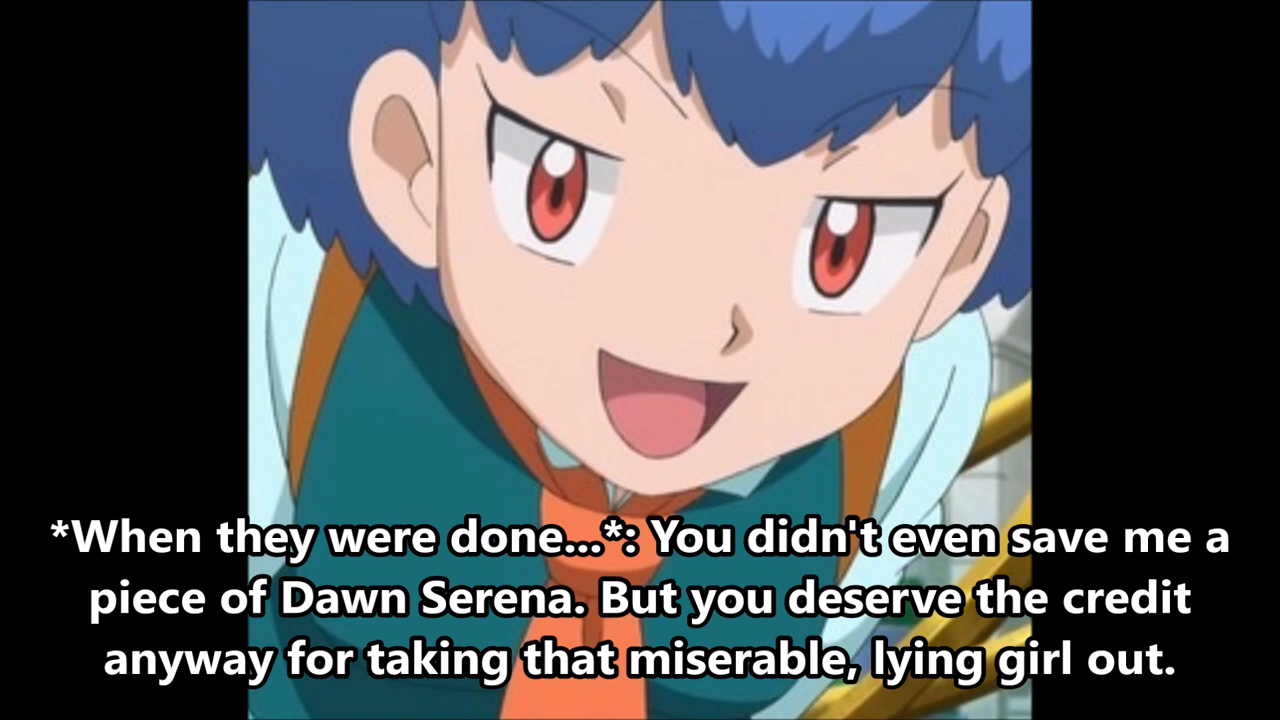 *When they were done...*: You didn't even save me a
piece of Dawn Serena. But you deserve the credit
anyway for taking that miserable, lying girl out.